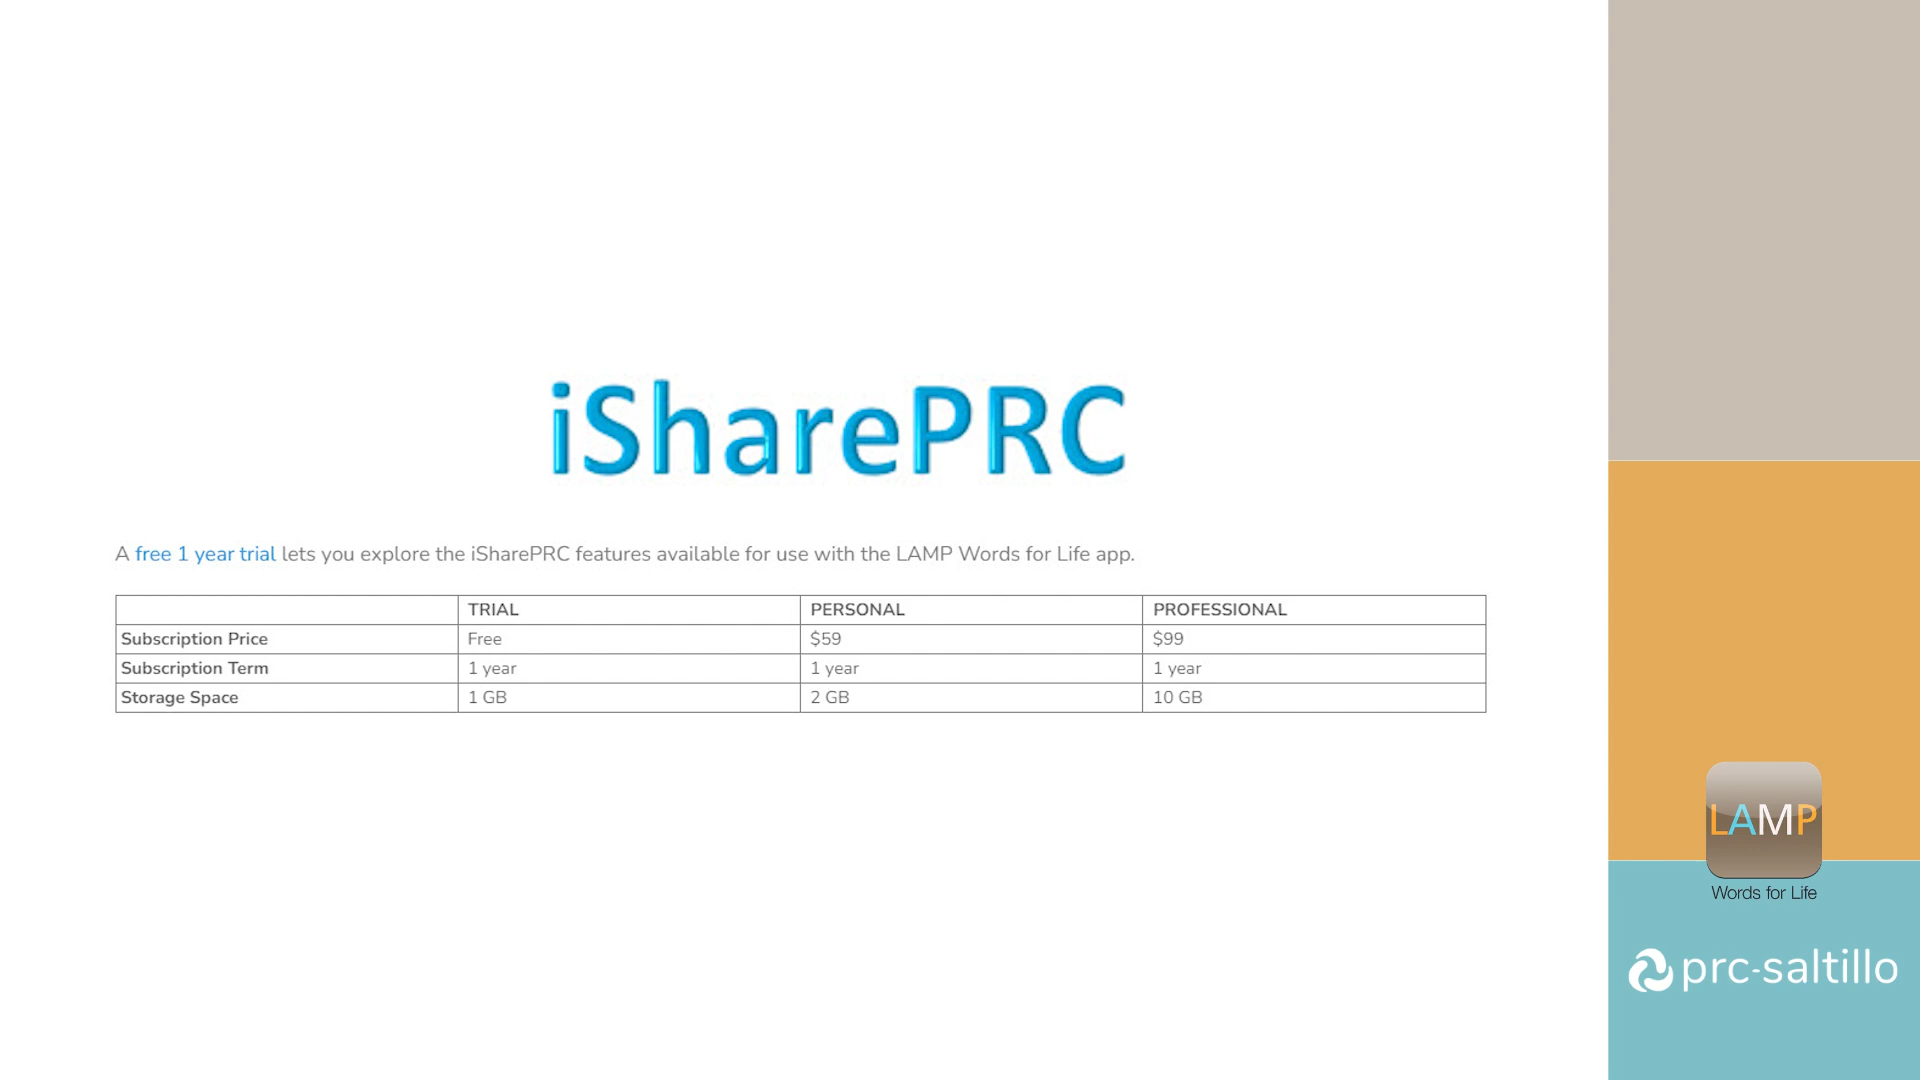 iSharePRC
A free 1 year trial lets you explore the iSharePRC features available for use with the LAMP Words for Life app.
TRIAL PERSONAL PROFESSIONAL
Subscription Price Free $59 $99
Subscription Term 1 year 1 year 1 year
Storage Space 1 GB 2 GB 10 GB
LAMP
Words for Life
prc-saltillo